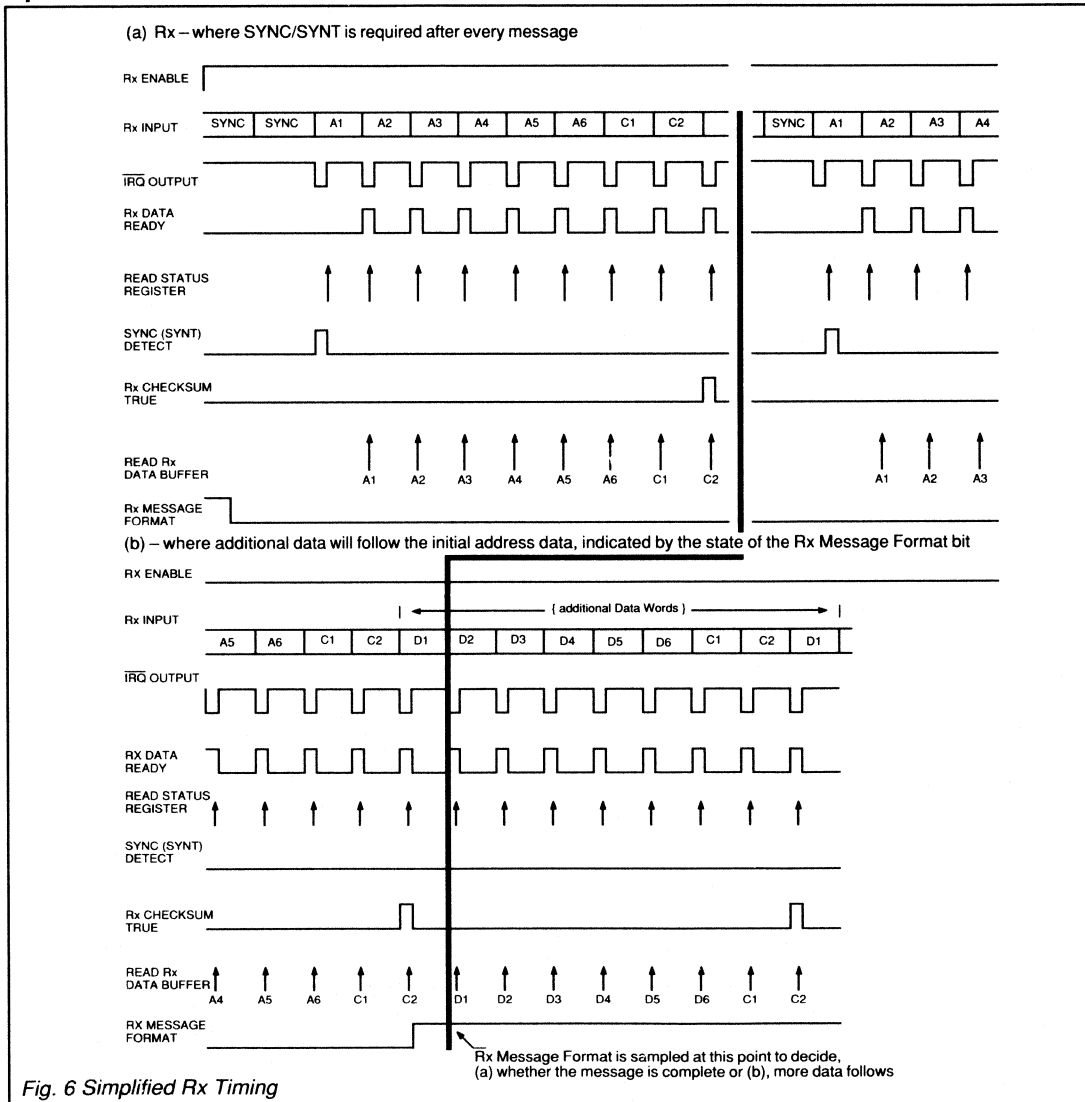 (a) Rx – where SYNC/SYNT is required after every message
Rx ENABLE
Rx INPUT
SYNC SYNC A1 A2 A3 A4 A5 A6 C1 C2 SYNC A1 A2 A3 A4
IRQ OUTPUT
Rx DATA
READY
READ STATUS
REGISTER
SYNC (SYNT)
DETECT
Rx CHECKSUM
TRUE
READ Rx
DATA BUFFER
A1 A2 A3 A4 A5 A6 C1 C2 A1 A2 A3
Rx MESSAGE
FORMAT
(b) – where additional data will follow the initial address data, indicated by the state of the Rx Message Format bit
RX ENABLE
{ additional Data Words }
Rx INPUT
A5 A6 C1 C2 D1 D2 D3 D4 D5 D6 C1 C2 D1
IRQ OUTPUT
RX DATA
READY
READ STATUS
REGISTER
SYNC (SYNT)
DETECT
Rx CHECKSUM
TRUE
READ Rx
DATA BUFFER
A4 A5 A6 C1 C2 D1 D2 D3 D4 D5 D6 C1 C2
RX MESSAGE
FORMAT
Rx Message Format is sampled at this point to decide,
(a) whether the message is complete or (b), more data follows
Fig. 6 Simplified Rx Timing